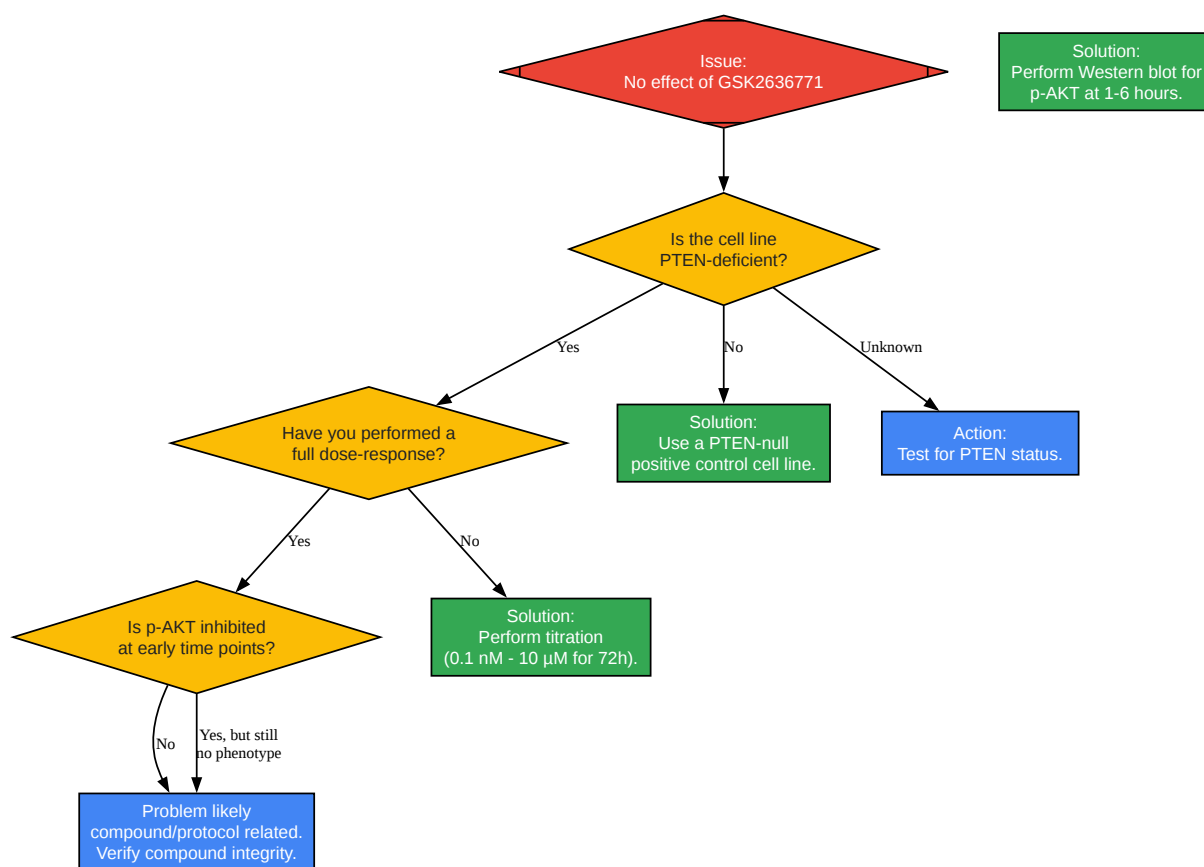 Issue:
No effect of GSK2636771
Solution:
Perform Western blot for
p-AKT at 1-6 hours.
Is the cell line
PTEN-deficient?
Yes
No
Unknown
Have you performed a
full dose-response?
Solution:
Use a PTEN-null
positive control cell line.
Action:
Test for PTEN status.
Yes
No
Is p-AKT inhibited
at early time points?
Solution:
Perform titration
(0.1 nM - 10 µM for 72h).
No
Yes, but still
no phenotype
Problem likely
compound/protocol related.
Verify compound integrity.